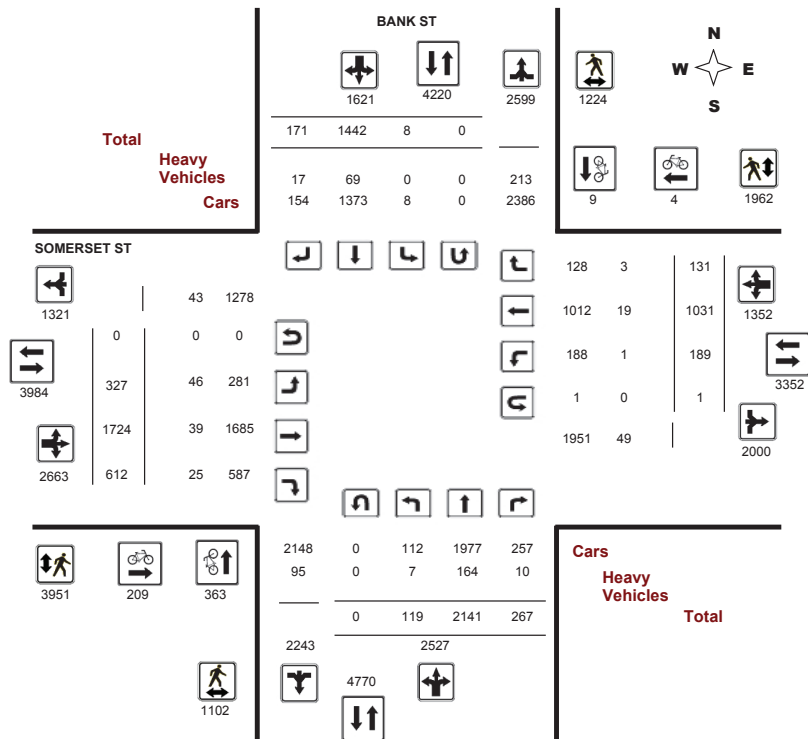 BANK ST
N
W E
S
1621 4220 2599 1224
171 1442 8 0
Total
Heavy
Vehicles
17 69 0 0 213
Cars 154 1373 8 0 2386
9 4 1962
SOMERSET ST
1321
43 1278
0 0 0
3984
327 46 281
1724 39 1685
2663
612 25 587
128 3 131
1352
1012 19 1031
188 1 189
3352
1 0 1
1951 49
2000
3951 209 363
2148 0 112 1977 257
95 0 7 164 10
0 119 2141 267
2243 2527
4770
1102
Cars
Heavy
Vehicles
Total